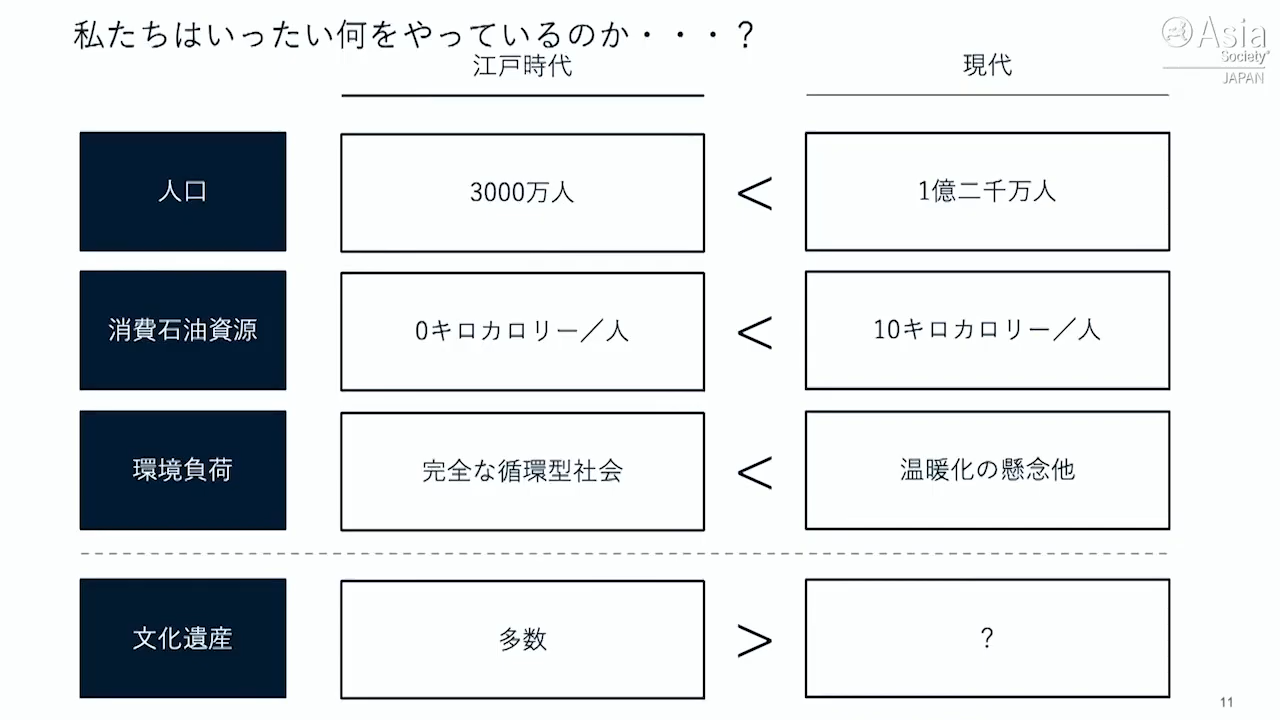 私たちはいったい何をやっているのか・・・？
Asia
Society
JAPAN
江戸時代
現代
人口
3000万人
<
1億二千万人
消費石油資源
0キロカロリー／人
<
10キロカロリー／人
環境負荷
完全な循環型社会
<
温暖化の懸念他
文化遺産
多数
>
？
11